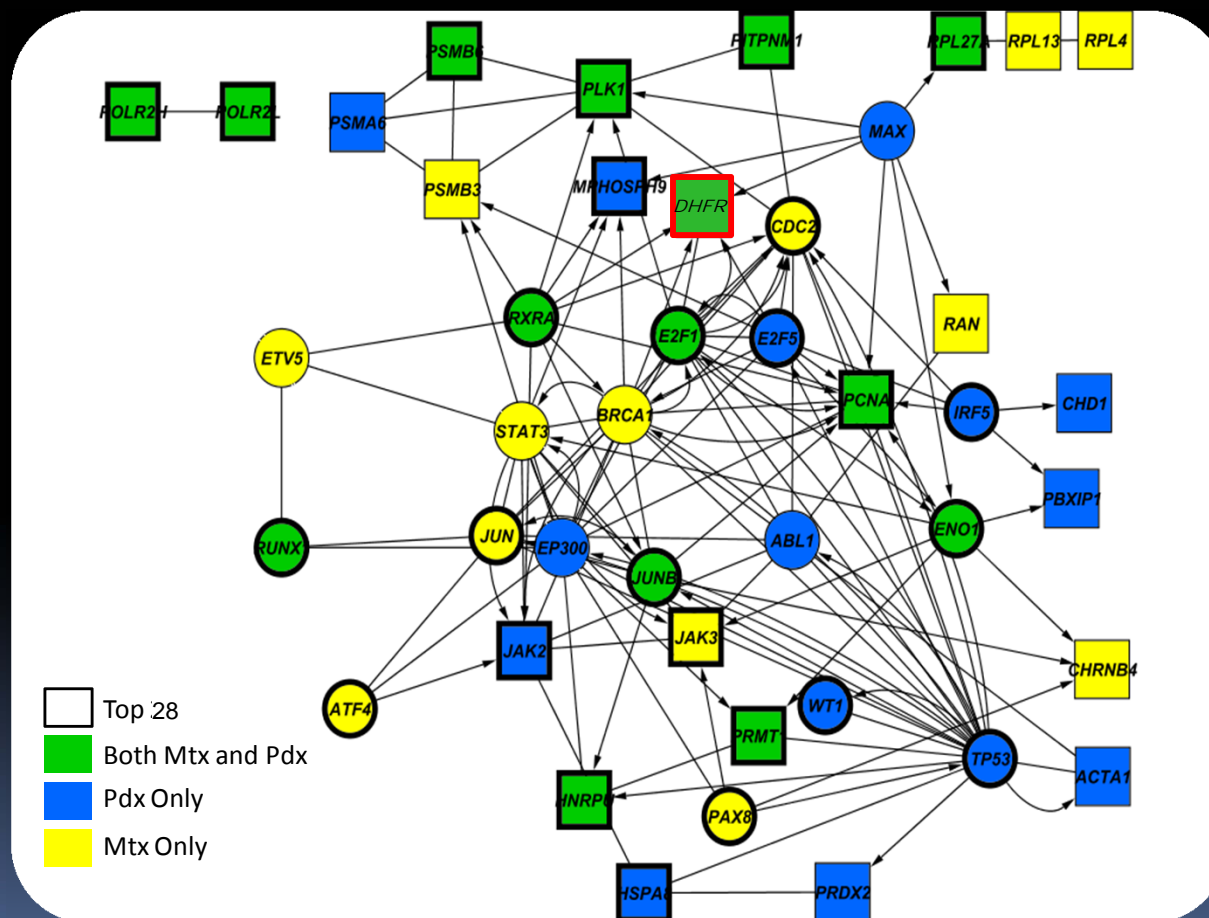 PSMB6
PITPNM1
RPL27A
RPL13
RPL4
PLK1
POLR2H
POLR2L
PSMA6
MAX
PSMB3
MPHOSPH9
DHFR
CDC2
RXRA
E2F1
E2F5
RAN
ETV5
STAT3
BRCA1
PCNA
IRF5
CHD1
PBXIP1
RUNX1
JUN
EP300
ABL1
ENO1
JUNB
JAK2
JAK3
CHRNB4
ATF4
WT1
PRMT1
TP53
ACTA1
HNRPU
PAX8
HSPA8
PRDX2
Top 28
Both Mtx and Pdx
Pdx Only
Mtx Only